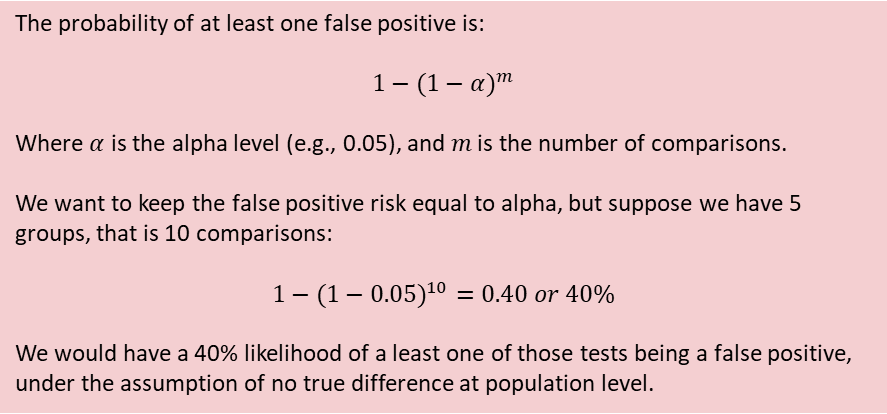 The probability of at least one false positive is:
1 − (1 − α)ᵐ
Where α is the alpha level (e.g., 0.05), and m is the number of comparisons.
We want to keep the false positive risk equal to alpha, but suppose we have 5
groups, that is 10 comparisons:
1 − (1 − 0.05)¹⁰ = 0.40 or 40%
We would have a 40% likelihood of a least one of those tests being a false positive,
under the assumption of no true difference at population level.